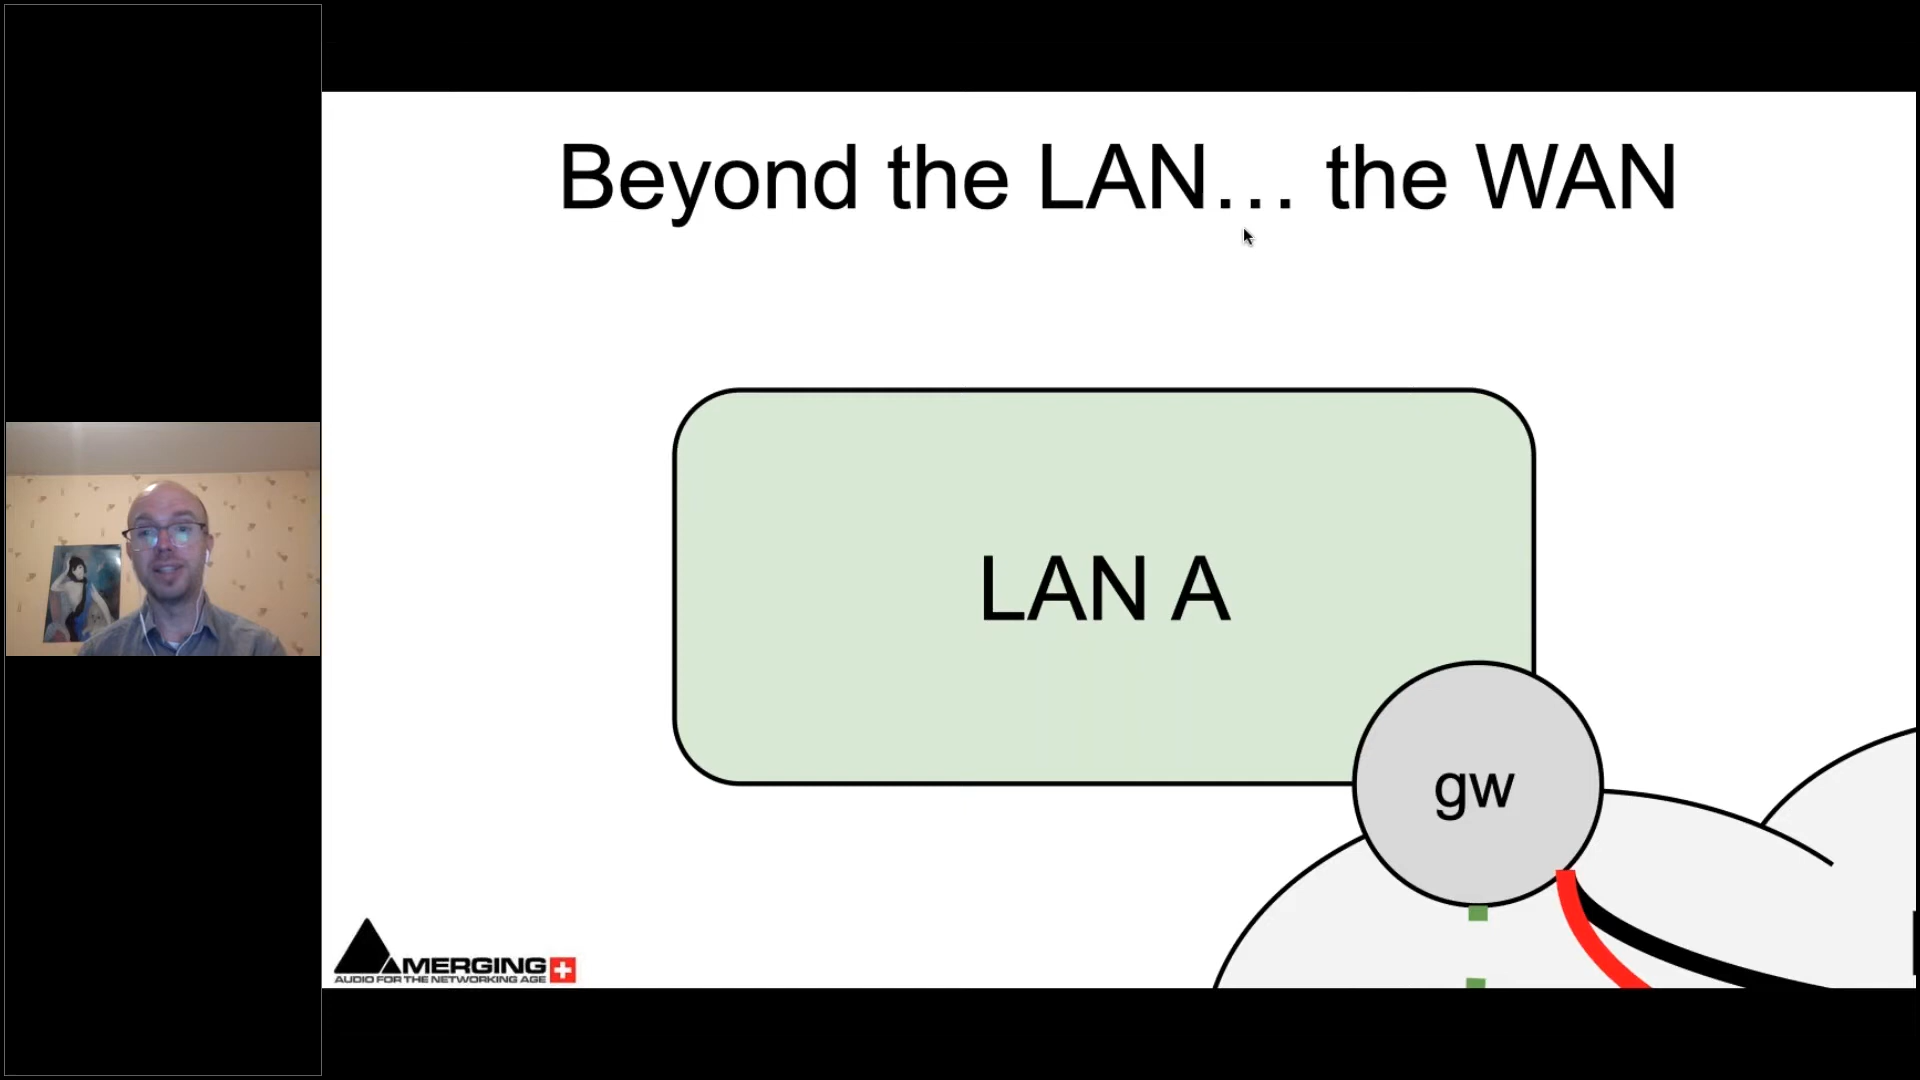 Beyond the LAN… the WAN
LAN A
gw
MERGING
AUDIO FOR THE NETWORKING AGE